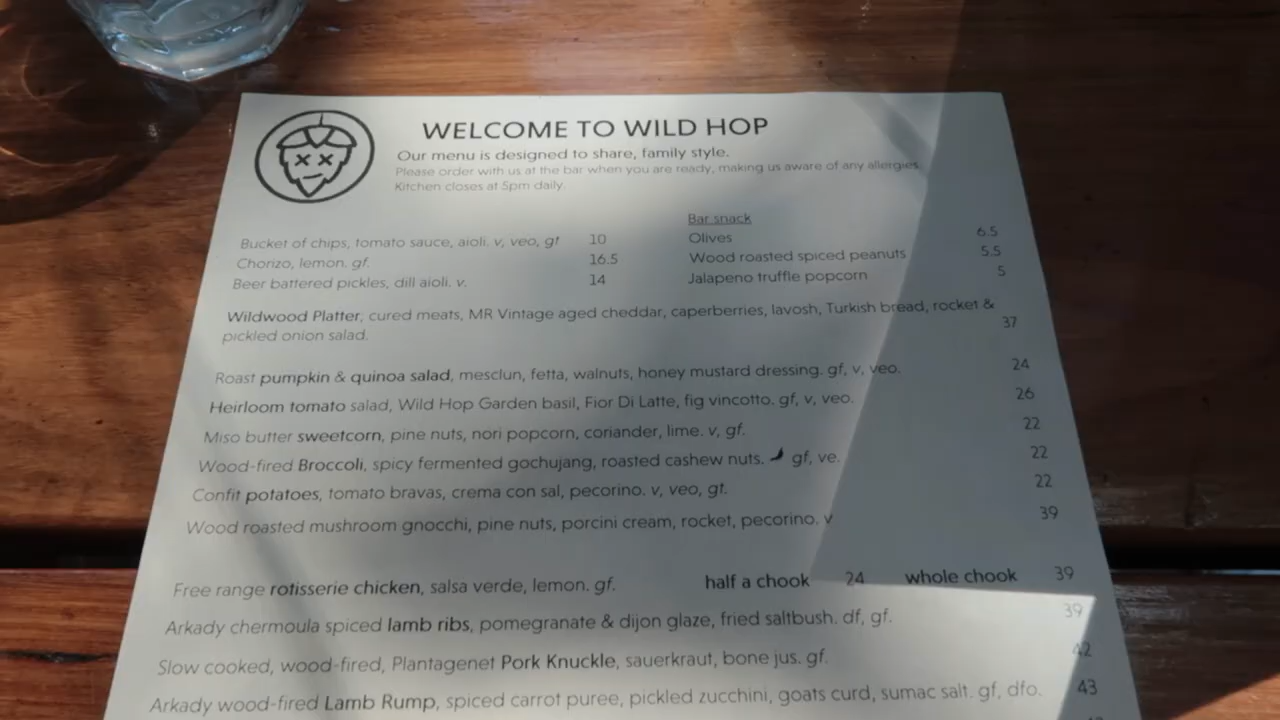 WELCOME TO WILD HOP
Our menu is designed to share, family style.
Please order with us at the bar when you are ready, making us aware of any allergies.
Kitchen closes at 5pm daily
Bucket of chips, tomato sauce, aioli. v, veo, gf 10
Chorizo, lemon. gf. 16.5
Beer battered pickles, dill aioli. v. 14
Bar snack
Olives 6.5
Wood roasted spiced peanuts 5.5
Jalapeno truffle popcorn 5
Wildwood Platter, cured meats, MR Vintage aged cheddar, caperberries, lavosh, Turkish bread, rocket &
pickled onion salad. 37
Roast pumpkin & quinoa salad, mesclun, fetta, walnuts, honey mustard dressing. gf, v, veo. 24
Heirloom tomato salad, Wild Hop Garden basil, Fior Di Latte, fig vincotto. gf, v, veo. 26
Miso butter sweetcorn, pine nuts, nori popcorn, coriander, lime. v, gf. 22
Wood-fired Broccoli, spicy fermented gochujang, roasted cashew nuts. gf, ve. 22
Confit potatoes, tomato bravas, crema con sal, pecorino. v, veo, gf. 22
Wood roasted mushroom gnocchi, pine nuts, porcini cream, rocket, pecorino. v 39
Free range rotisserie chicken, salsa verde, lemon. gf. half a chook 24 whole chook 39
Arkady chermoula spiced lamb ribs, pomegranate & dijon glaze, fried saltbush. df, gf. 39
Slow cooked, wood-fired, Plantagenet Pork Knuckle, sauerkraut, bone jus. gf. 42
Arkady wood-fired Lamb Rump, spiced carrot puree, pickled zucchini, goats curd, sumac salt. gf, dfo. 43